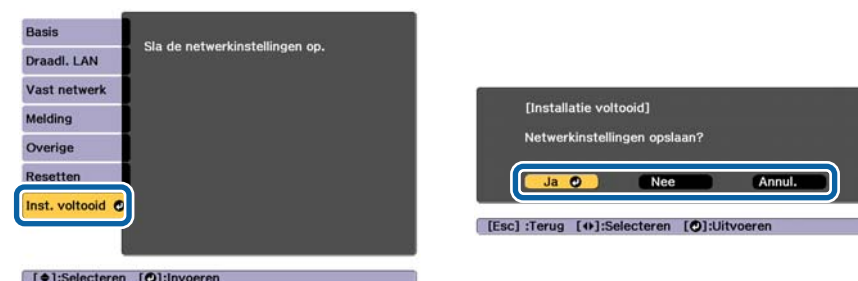 Basis
Draadl. LAN
Vast netwerk
Melding
Overige
Resetten
Inst. voltooid
Sla de netwerkinstellingen op.
[ ]:Selecteren [ ]:Invoeren
[Installatie voltooid]
Netwerkinstellingen opslaan?
Ja Nee Annul.
[Esc] :Terug [ ]:Selecteren [ ]:Uitvoeren